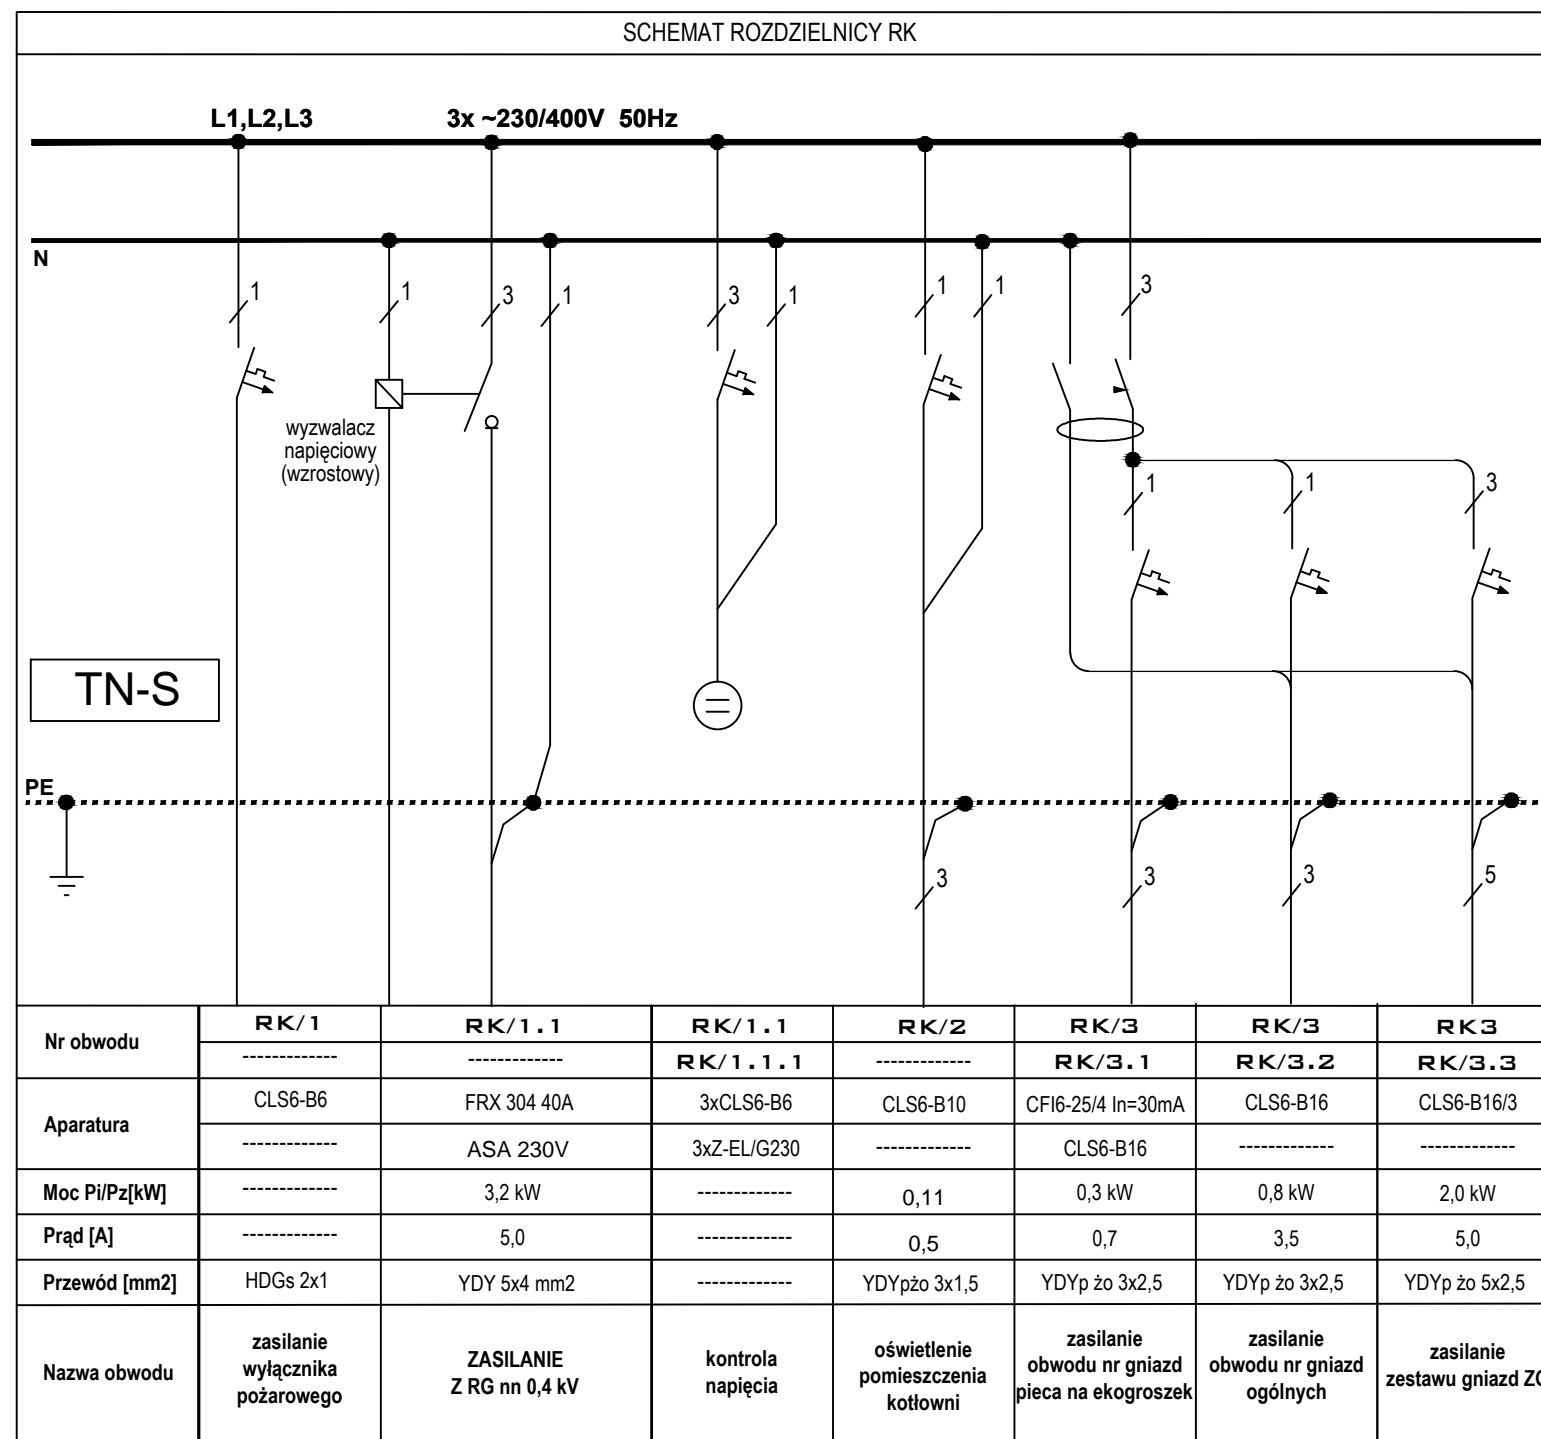 SCHEMAT ROZDZIELNICY RK
L1,L2,L3 3x ~230/400V 50Hz
N
1 1 3 1 3 1 1 1 3
wyzwalacz
napięciowy
(wzrostowy)
1 1 3
TN-S
PE
3 3 3 5
Nr obwodu RK/1 RK/1.1 RK/1.1 RK/2 RK/3 RK/3 RK3
------------- ------------- RK/1.1.1 ------------- RK/3.1 RK/3.2 RK/3.3
Aparatura CLS6-B6 FRX 304 40A 3xCLS6-B6 CLS6-B10 CFI6-25/4 In=30mA CLS6-B16 CLS6-B16/3
------------- ASA 230V 3xZ-EL/G230 ------------- CLS6-B16 ------------- -------------
Moc Pi/Pz[kW] ------------- 3,2 kW ------------- 0,11 0,3 kW 0,8 kW 2,0 kW
Prąd [A] ------------- 5,0 ------------- 0,5 0,7 3,5 5,0
Przewód [mm2] HDGs 2x1 YDY 5x4 mm2 ------------- YDYpżo 3x1,5 YDYp żo 3x2,5 YDYp żo 3x2,5 YDYp żo 5x2,5
Nazwa obwodu
zasilanie
wyłącznika
pożarowego
ZASILANIE
Z RG nn 0,4 kV
kontrola
napięcia
oświetlenie
pomieszczenia
kotłowni
zasilanie
obwodu nr gniazd
pieca na ekogroszek
zasilanie
obwodu nr gniazd
ogólnych
zasilanie
zestawu gniazd